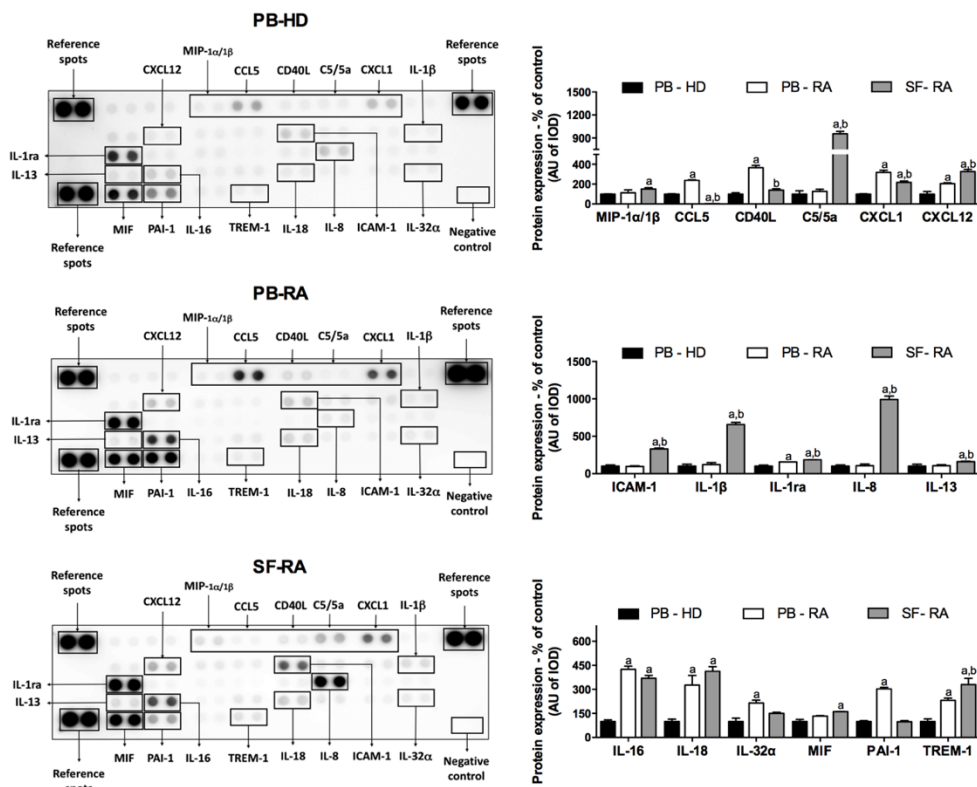 PB-HD
Reference spots
CXCL12
MIP-1α/1β
CCL5
CD40L
C5/5a
CXCL1
IL-1β
Reference spots
IL-1ra
IL-13
Reference spots
MIF
PAI-1
IL-16
TREM-1
IL-18
IL-8
ICAM-1
IL-32α
Negative control
PB-RA
Reference spots
CXCL12
MIP-1α/1β
CCL5
CD40L
C5/5a
CXCL1
IL-1β
Reference spots
IL-1ra
IL-13
Reference spots
MIF
PAI-1
IL-16
TREM-1
IL-18
IL-8
ICAM-1
IL-32α
Negative control
SF-RA
Reference spots
CXCL12
MIP-1α/1β
CCL5
CD40L
C5/5a
CXCL1
IL-1β
Reference spots
IL-1ra
IL-13
Reference spots
MIF
PAI-1
IL-16
TREM-1
IL-18
IL-8
ICAM-1
IL-32α
Negative control
Protein expression - % of control
(AU of IOD)
PB - HD PB - RA SF - RA
1500
1200
900
400
200
0
a a a,b a b a,b a a,b a a,b
MIP-1α/1β CCL5 CD40L C5/5a CXCL1 CXCL12
Protein expression - % of control
(AU of IOD)
PB - HD PB - RA SF - RA
1500
1000
500
0
a,b a,b a a,b a,b a,b
ICAM-1 IL-1β IL-1ra IL-8 IL-13
Protein expression - % of control
(AU of IOD)
PB - HD PB - RA SF - RA
600
450
300
150
0
a a a a a a a a a,b
IL-16 IL-18 IL-32α MIF PAI-1 TREM-1